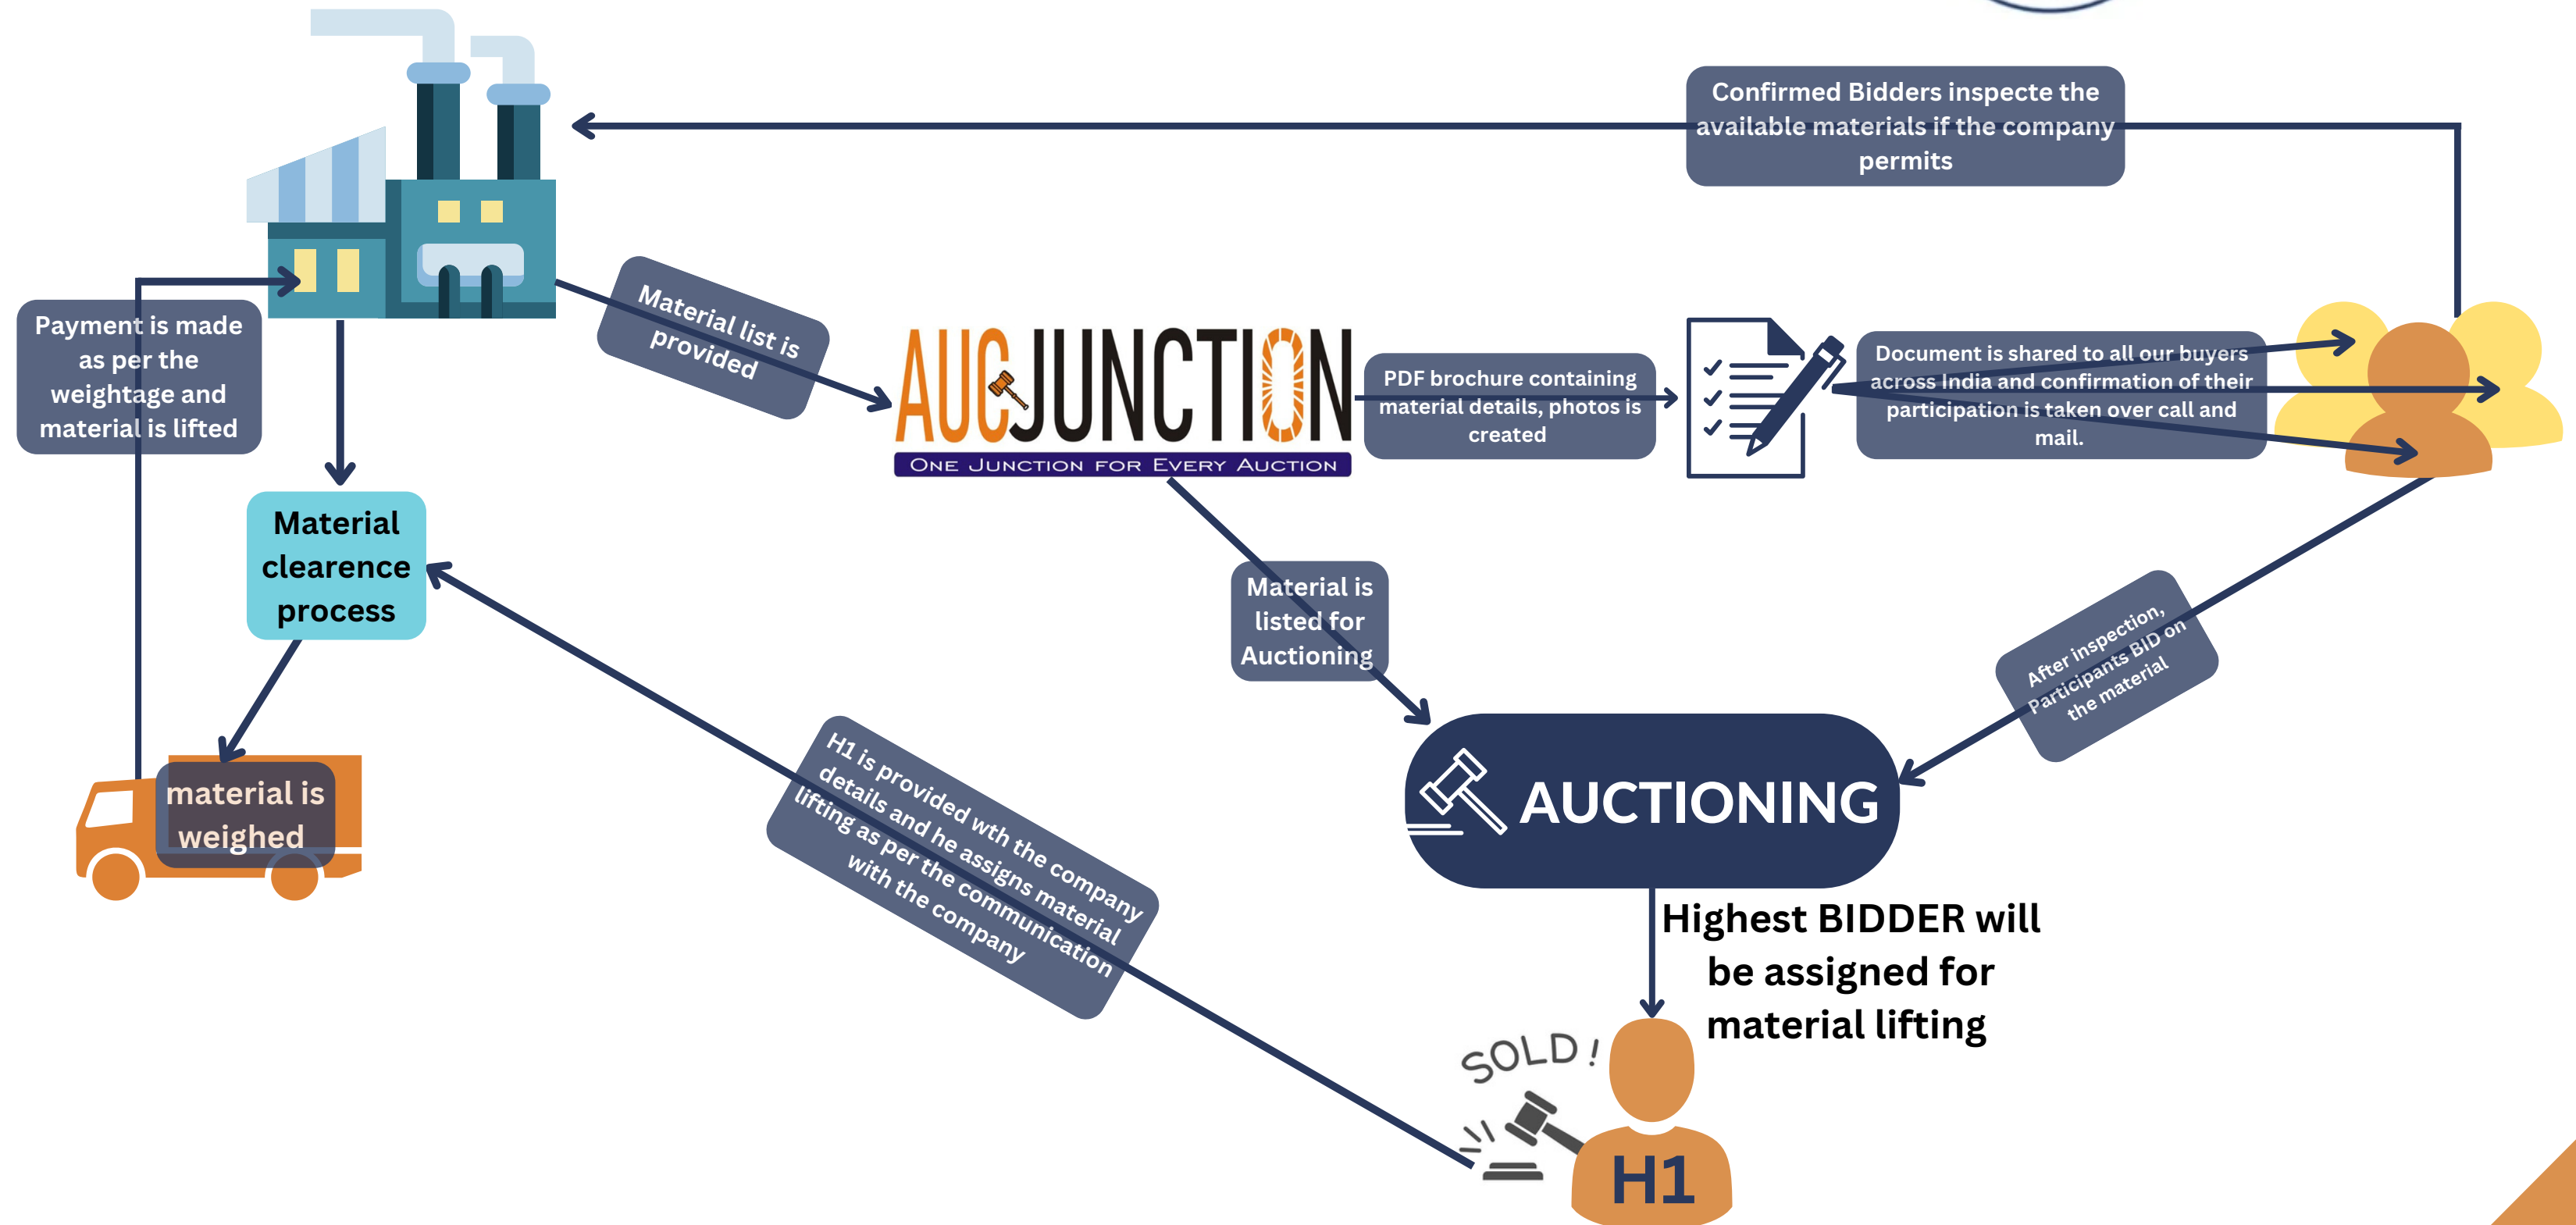 Confirmed Bidders inspecte the
available materials if the company
permits
Material list is
provided
Payment is made
as per the
weightage and
material is lifted
AUCJUNCTION
ONE JUNCTION FOR EVERY AUCTION
PDF brochure containing
material details, photos is
created
Document is shared to all our buyers
across India and confirmation of their
participation is taken over call and
mail.
Material
clearence
process
Material is
listed for
Auctioning
After inspection,
Participants BID on
the material
material is
weighed
H1 is provided wth the company
details and he assigns material
lifting as per the communication
with the company
AUCTIONING
Highest BIDDER will
be assigned for
material lifting
SOLD!
H1